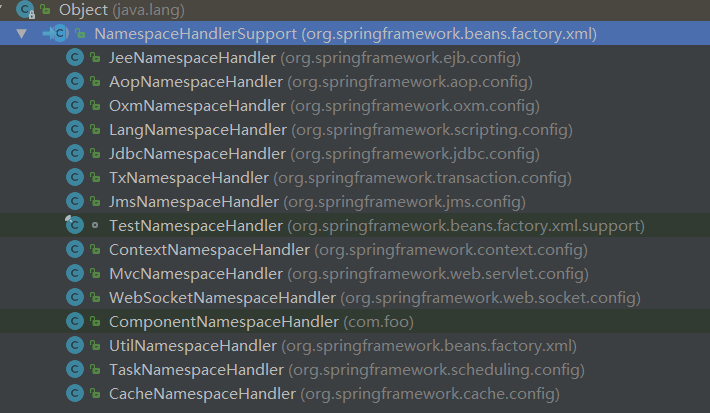 Object (java.lang)
NamespaceHandlerSupport (org.springframework.beans.factory.xml)
JeeNamespaceHandler (org.springframework.ejb.config)
AopNamespaceHandler (org.springframework.aop.config)
OxmNamespaceHandler (org.springframework.oxm.config)
LangNamespaceHandler (org.springframework.scripting.config)
JdbcNamespaceHandler (org.springframework.jdbc.config)
TxNamespaceHandler (org.springframework.transaction.config)
JmsNamespaceHandler (org.springframework.jms.config)
TestNamespaceHandler (org.springframework.beans.factory.xml.support)
ContextNamespaceHandler (org.springframework.context.config)
MvcNamespaceHandler (org.springframework.web.servlet.config)
WebSocketNamespaceHandler (org.springframework.web.socket.config)
ComponentNamespaceHandler (com.foo)
UtilNamespaceHandler (org.springframework.beans.factory.xml)
TaskNamespaceHandler (org.springframework.scheduling.config)
CacheNamespaceHandler (org.springframework.cache.config)